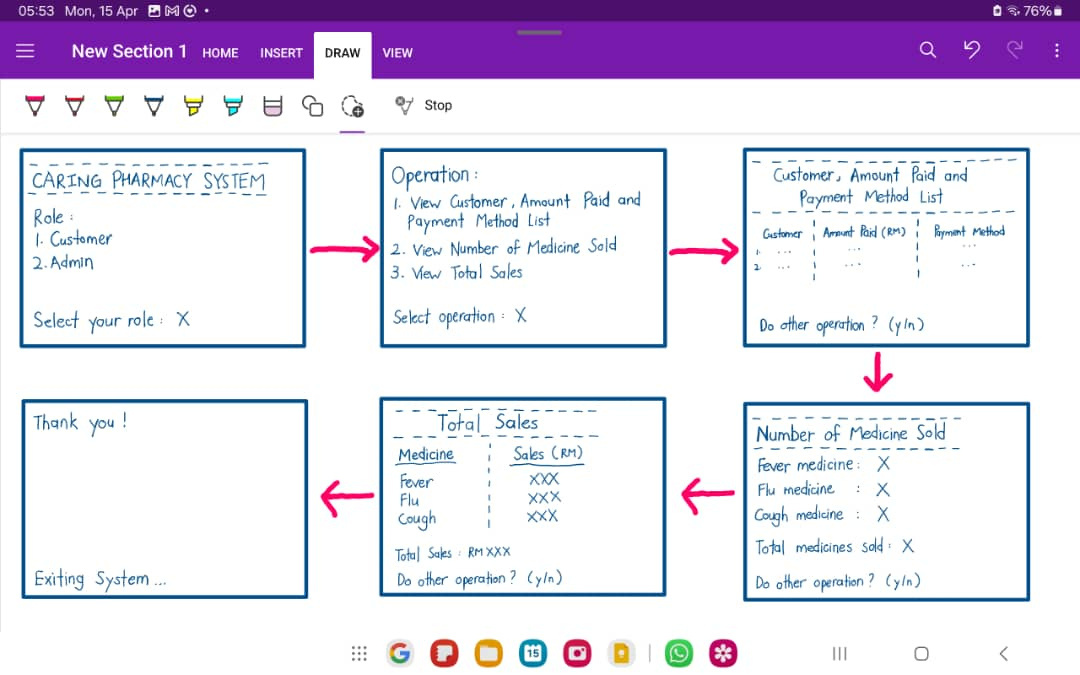 05:53 Mon, 15 Apr
76%
New Section 1 HOME INSERT DRAW VIEW
Stop
CARING PHARMACY SYSTEM
Role :
1. Customer
2. Admin
Select your role : X
Operation :
1. View Customer, Amount Paid and
Payment Method List
2. View Number of Medicine Sold
3. View Total Sales
Select operation : X
Customer, Amount Paid and
Payment Method List
Customer Amount Paid (RM) Payment Method
1. ... ... ...
2. ... ... ...
Do other operation ? (y/n)
Number of Medicine Sold
Fever medicine : X
Flu medicine : X
Cough medicine : X
Total medicines sold : X
Do other operation ? (y/n)
Total Sales
Medicine Sales (RM)
Fever XXX
Flu XXX
Cough XXX
Total Sales : RM XXX
Do other operation ? (y/n)
Thank you !
Exiting System ...
15